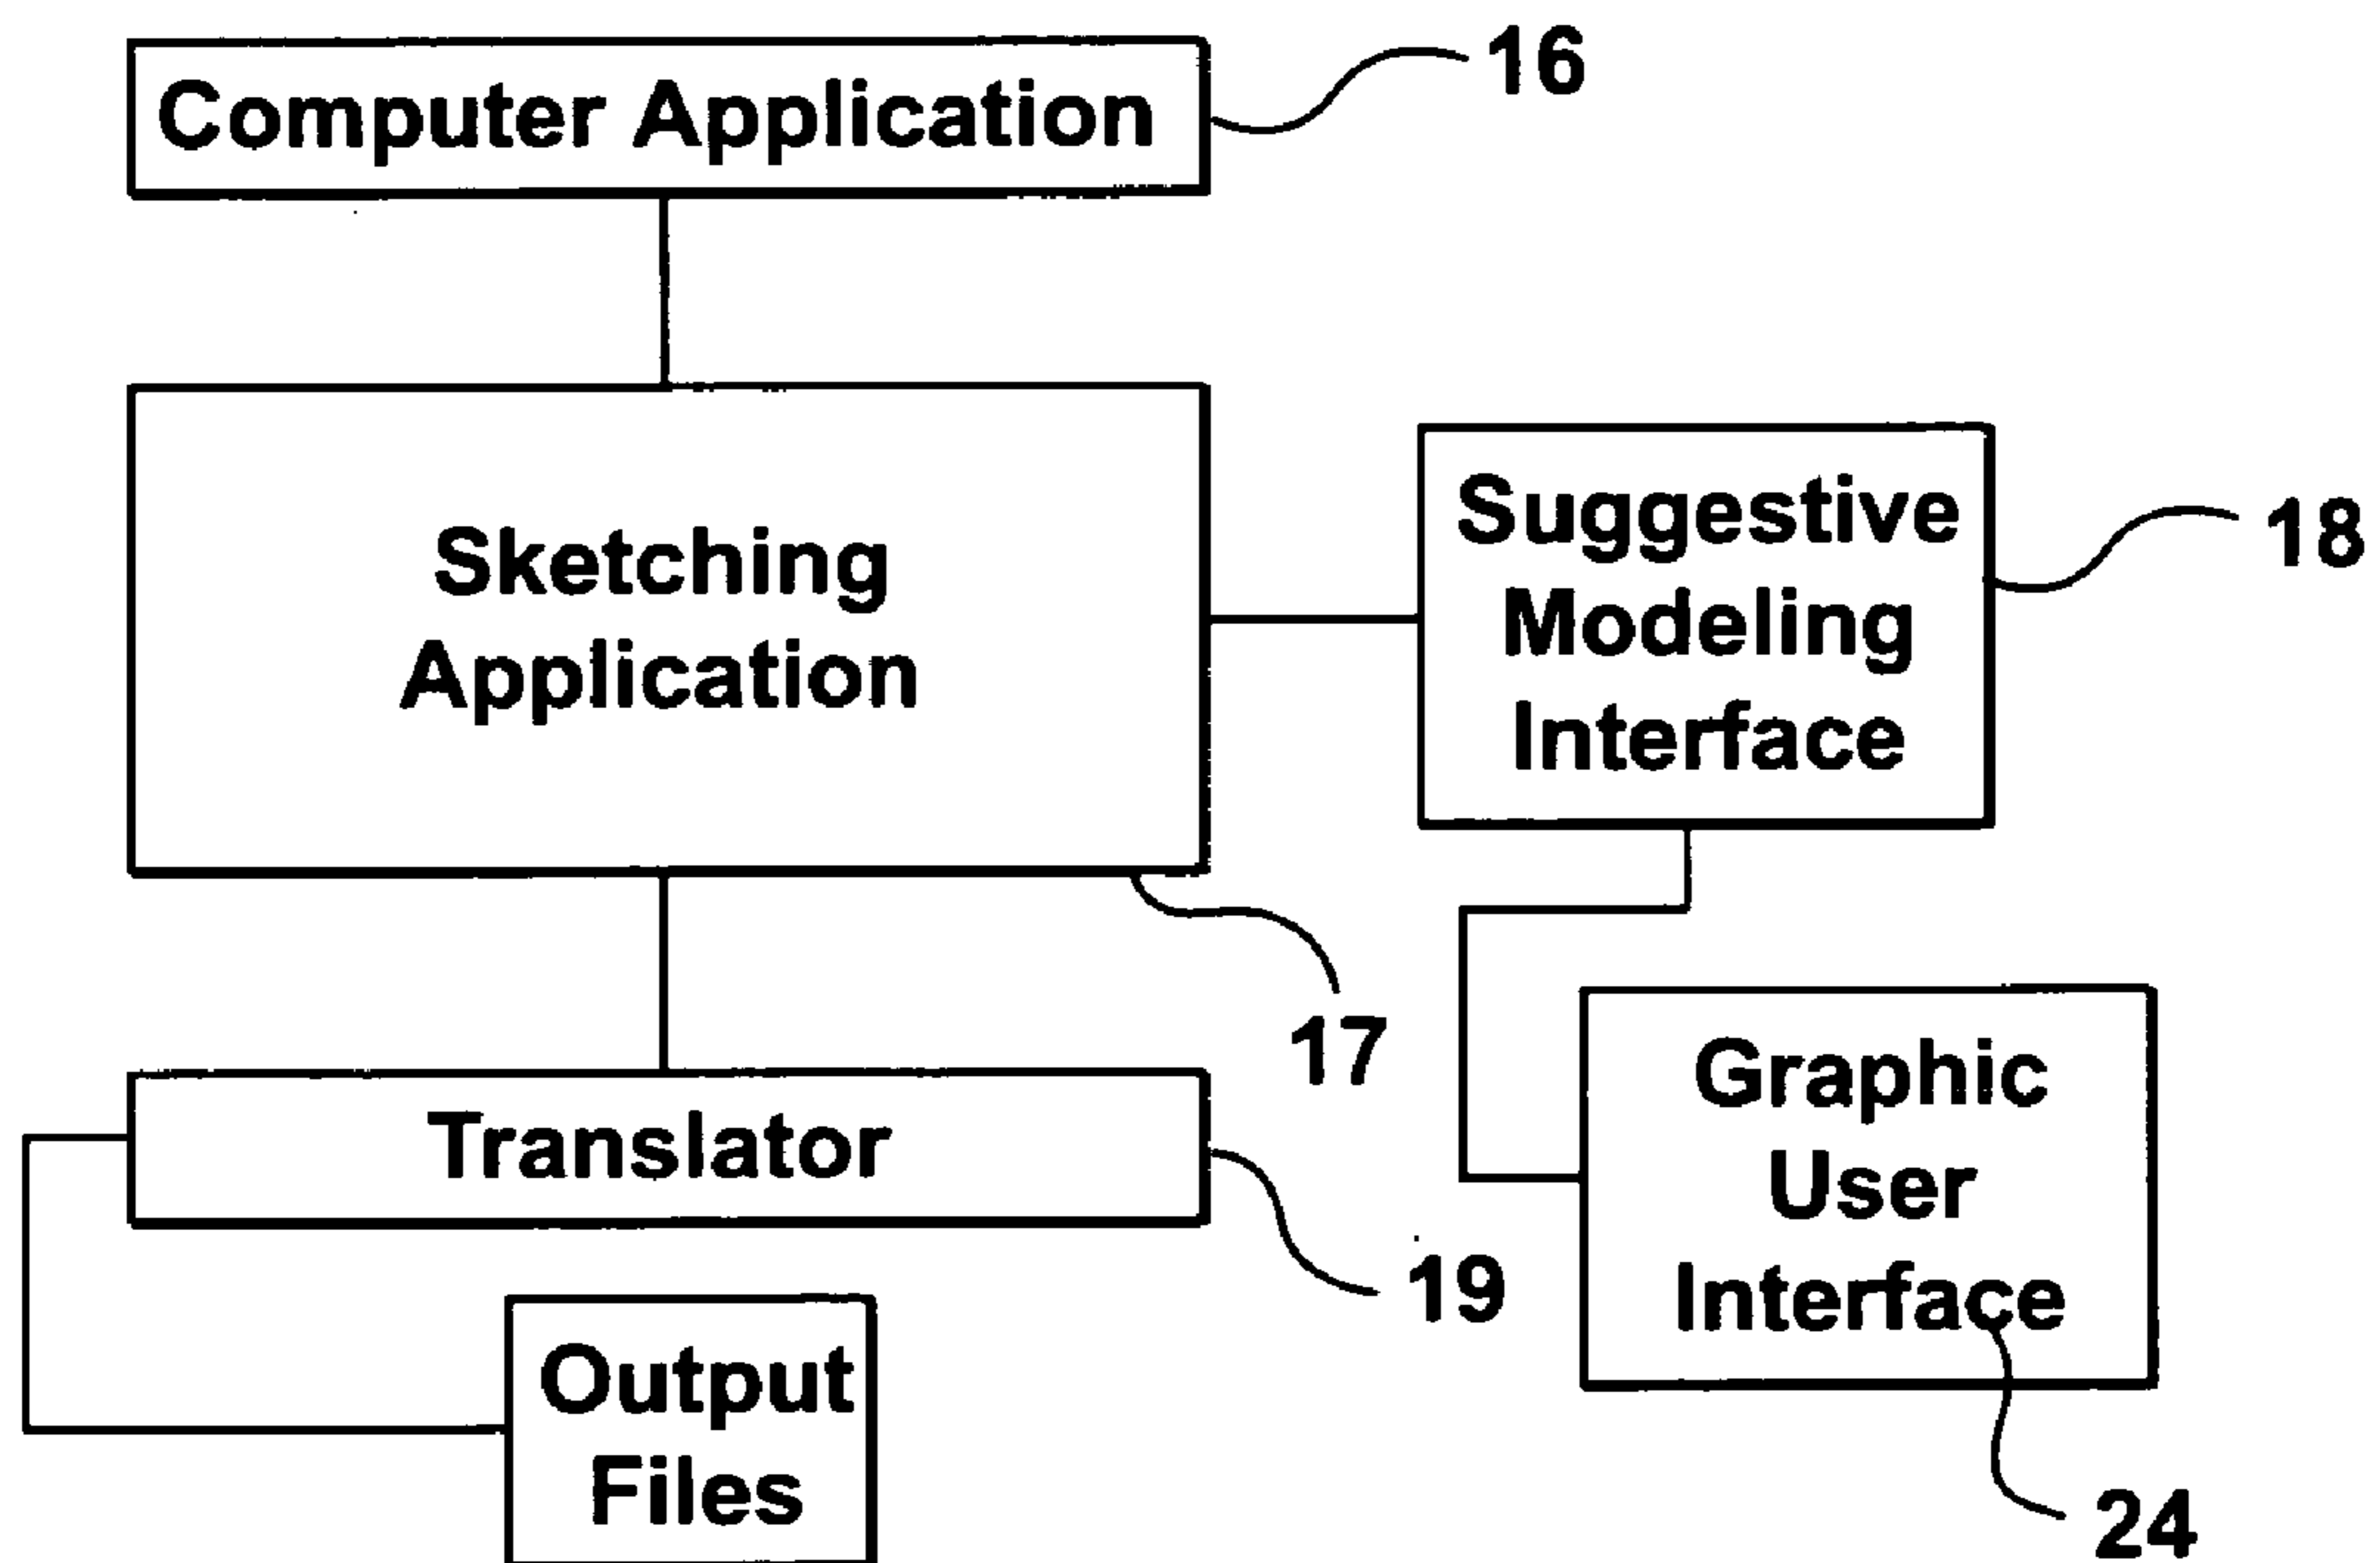 Computer Application
16
Sketching
Application
17
Suggestive
Modeling
Interface
18
Translator
19
Graphic
User
Interface
24
Output
Files